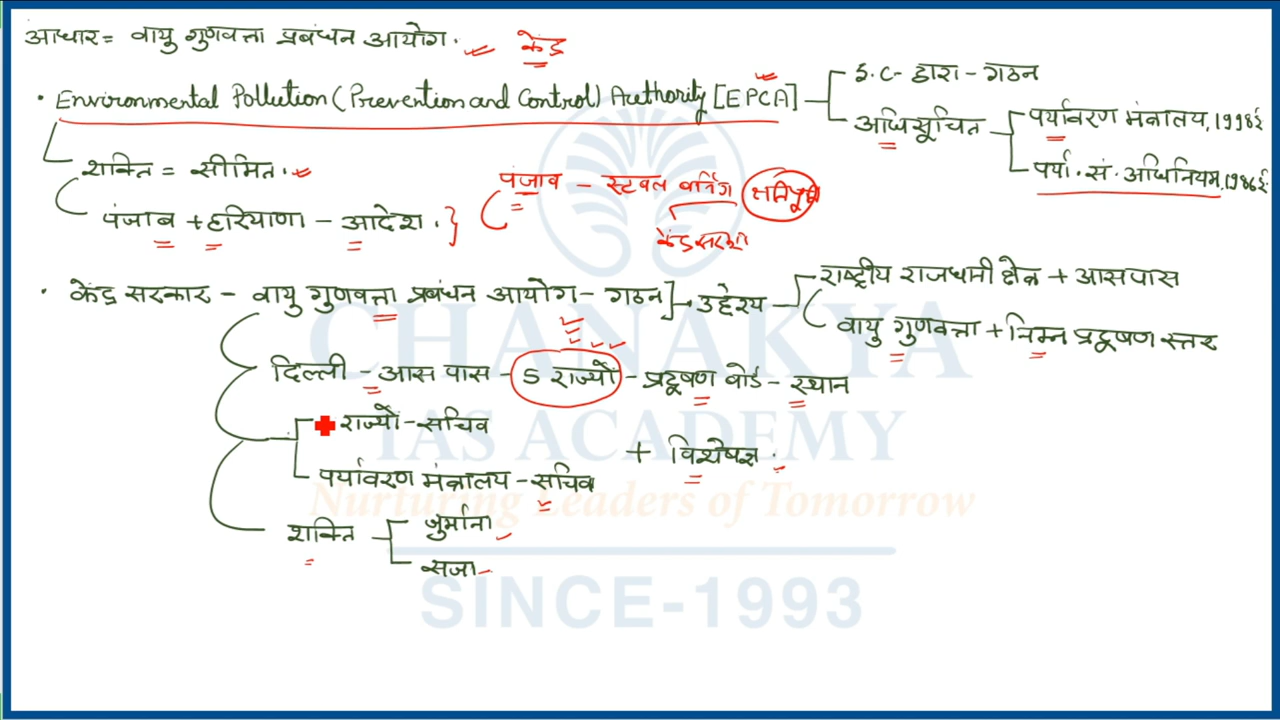 आधार = वायु गुणवत्ता प्रबंधन आयोग. केंद्र
• Environmental Pollution (Prevention and Control) Authority [EPCA]
S.C- द्वारा - गठन
अधिसूचित
पर्यावरण मंत्रालय, 1998ई
पर्या. सं. अधिनियम, 1986ई.
शक्ति = सीमित.
पंजाब + हरियाणा - आदेश.
पंजाब - स्टबल बर्निंग क्षतिपूर्ति
केंद्र सरकार
• केंद्र सरकार - वायु गुणवत्ता प्रबंधन आयोग - गठन] उद्देश्य
राष्ट्रीय राजधानी क्षेत्र + आसपास
वायु गुणवत्ता + निम्न प्रदूषण स्तर
दिल्ली - आस पास - 5 राज्यों - प्रदूषण बोर्ड - स्थान
राज्यों - सचिव
पर्यावरण मंत्रालय - सचिव
+ विशेषज्ञ.
शक्ति
जुर्माना
सजा
CHANAKYA
IAS ACADEMY
Nurturing Leaders of Tomorrow
SINCE-1993